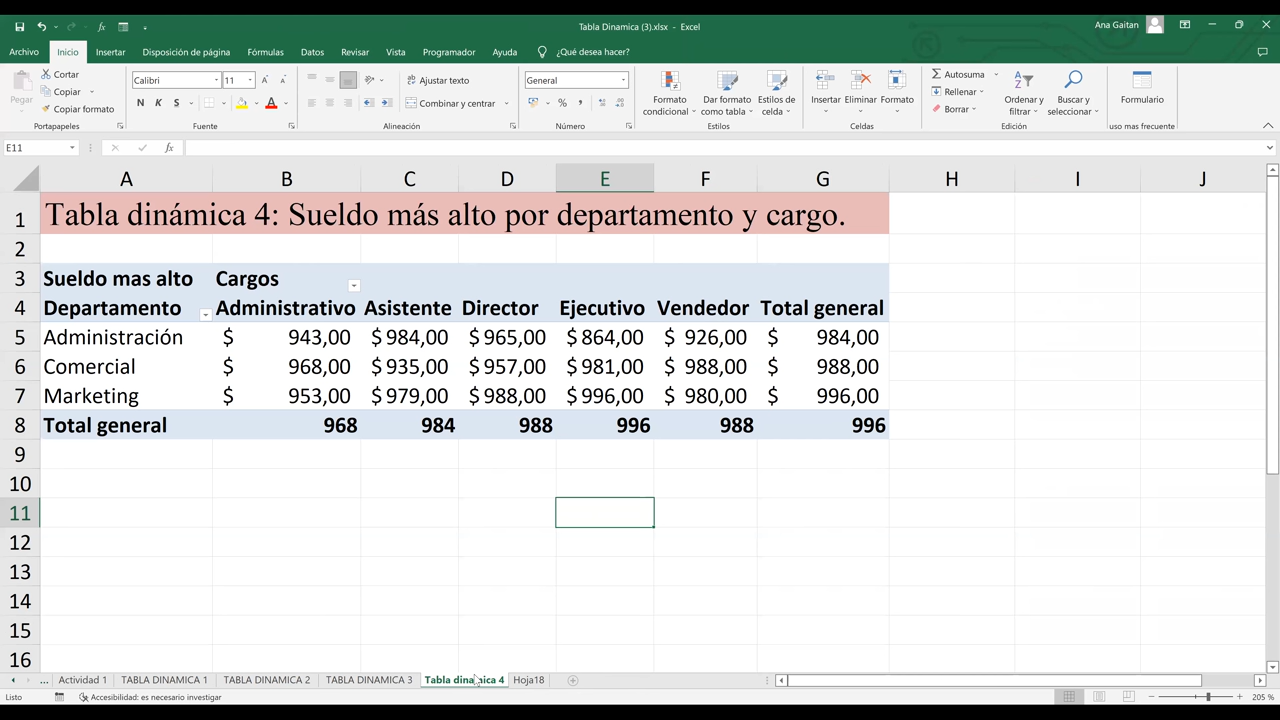 Tabla Dinamica (3).xlsx - Excel
Ana Gaitan
Archivo Inicio Insertar Disposición de página Fórmulas Datos Revisar Vista Programador Ayuda ¿Qué desea hacer?
Pegar
Cortar
Copiar
Copiar formato
Portapapeles
Calibri 11
N K S
Fuente
Ajustar texto
Combinar y centrar
Alineación
General
Número
Formato condicional
Dar formato como tabla
Estilos de celda
Estilos
Insertar Eliminar Formato
Celdas
Autosuma
Rellenar
Borrar
Ordenar y filtrar
Buscar y seleccionar
Edición
Formulario
uso mas frecuente
E11 fx
A B C D E F G H I J
1 Tabla dinámica 4: Sueldo más alto por departamento y cargo.
2
3 Sueldo mas alto Cargos
4 Departamento Administrativo Asistente Director Ejecutivo Vendedor Total general
5 Administración $ 943,00 $ 984,00 $ 965,00 $ 864,00 $ 926,00 $ 984,00
6 Comercial $ 968,00 $ 935,00 $ 957,00 $ 981,00 $ 988,00 $ 988,00
7 Marketing $ 953,00 $ 979,00 $ 988,00 $ 996,00 $ 980,00 $ 996,00
8 Total general 968 984 988 996 988 996
9
10
11
12
13
14
15
16
... Actividad 1 TABLA DINAMICA 1 TABLA DINAMICA 2 TABLA DINAMICA 3 Tabla dinamica 4 Hoja18
Listo Accesibilidad: es necesario investigar 205 %